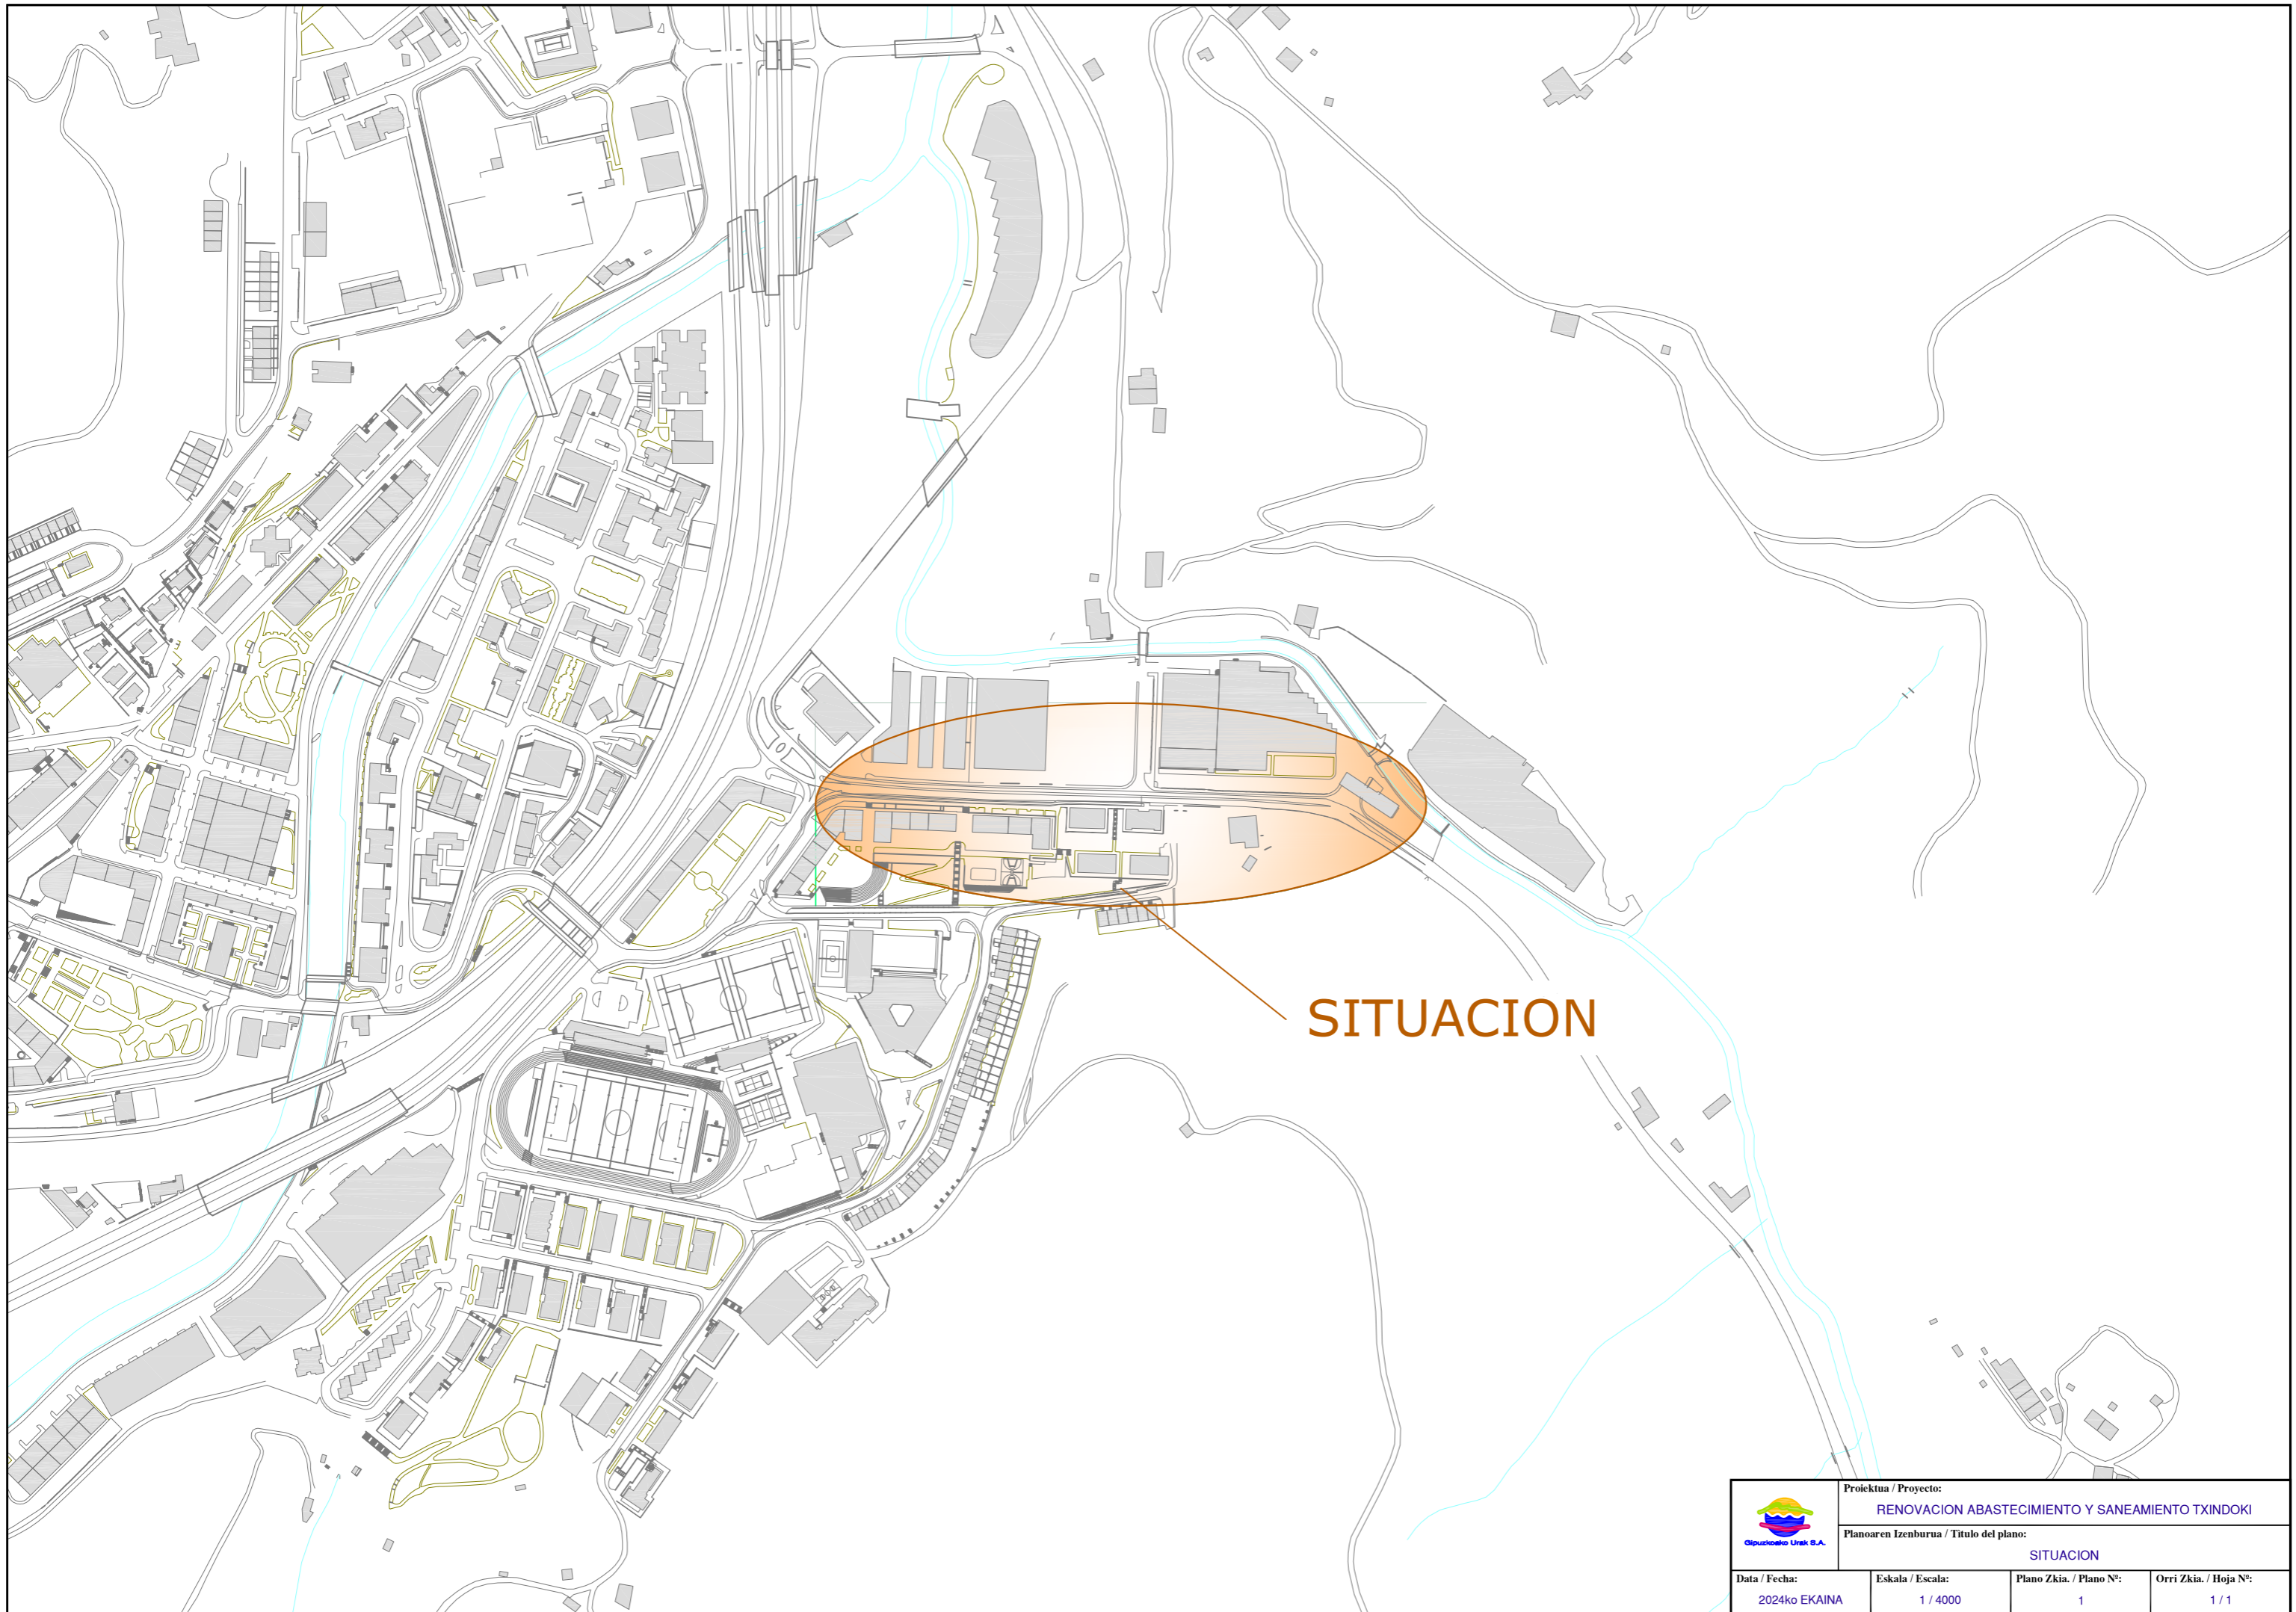 SITUACION
Gipuzkoako Urak S.A.
Proiektua / Proyecto:
RENOVACION ABASTECIMIENTO Y SANEAMIENTO TXINDOKI
Planoaren Izenburua / Titulo del plano:
SITUACION
Data / Fecha:
2024ko EKAINA
Eskala / Escala:
1 / 4000
Plano Zkia. / Plano Nº:
1
Orri Zkia. / Hoja Nº:
1 / 1